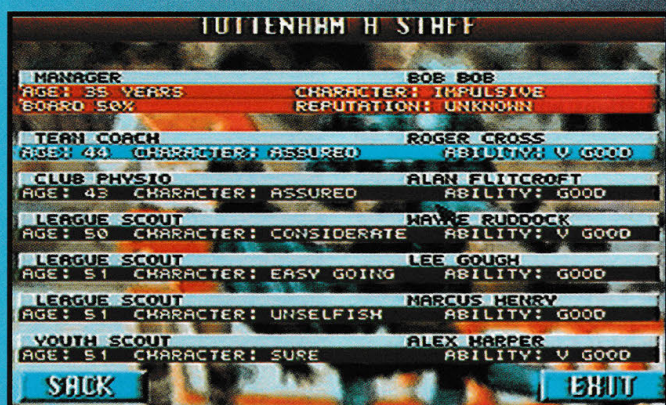 TOTTENHAM H STAFF
MANAGER BOB BOB
AGE: 35 YEARS CHARACTER: IMPULSIVE
BOARD 50% REPUTATION: UNKNOWN
TEAM COACH ROGER CROSS
AGE: 44 CHARACTER: ASSURED ABILITY: V GOOD
CLUB PHYSIO ALAN FLITCROFT
AGE: 43 CHARACTER: ASSURED ABILITY: GOOD
LEAGUE SCOUT WAYNE RUDDOCK
AGE: 50 CHARACTER: CONSIDERATE ABILITY: V GOOD
LEAGUE SCOUT LEE GOUGH
AGE: 51 CHARACTER: EASY GOING ABILITY: GOOD
LEAGUE SCOUT MARCUS HENRY
AGE: 51 CHARACTER: UNSELFISH ABILITY: GOOD
YOUTH SCOUT ALEX HARPER
AGE: 51 CHARACTER: SURE ABILITY: V GOOD
SACK EXIT